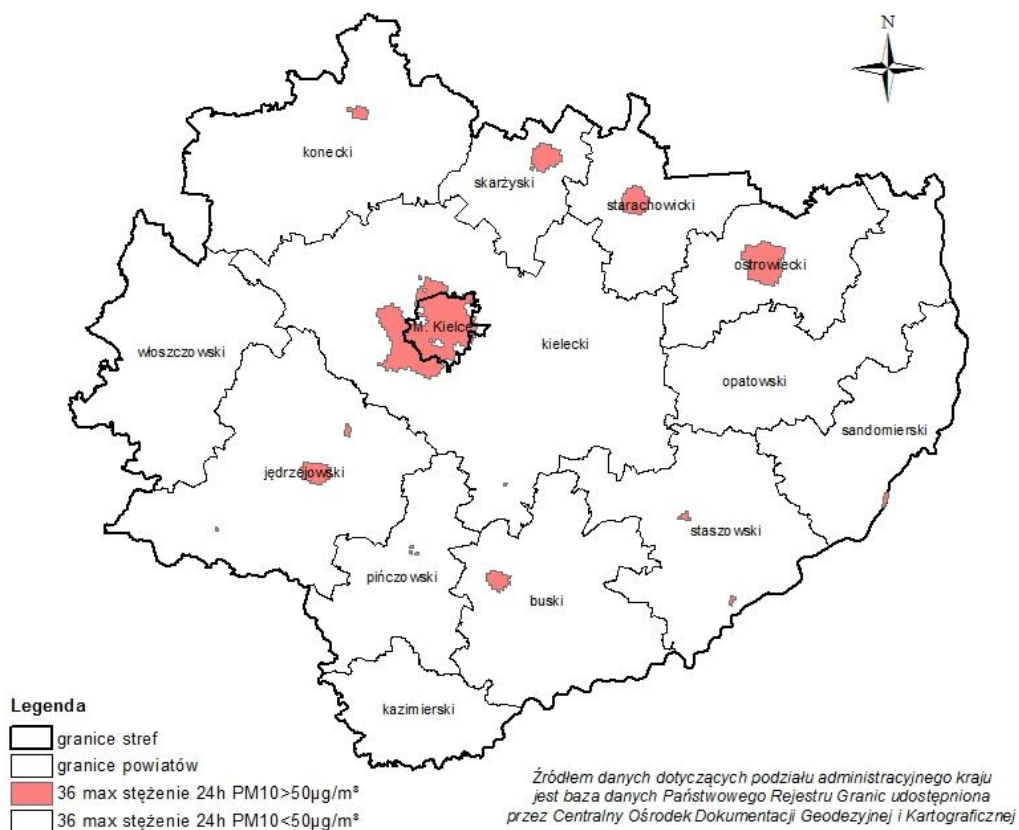 N
konecki
skarżyski
starachowicki
ostrowiecki
M. Kielce
włoszczowski
kielecki
opatowski
sandomierski
jędrzejowski
staszowski
pińczowski
buski
kazimierski
Legenda
granice stref
granice powiatów
36 max stężenie 24h PM10>50µg/m³
36 max stężenie 24h PM10<50µg/m³
Źródłem danych dotyczących podziału administracyjnego kraju
jest baza danych Państwowego Rejestru Granic udostępniona
przez Centralny Ośrodek Dokumentacji Geodezyjnej i Kartograficznej